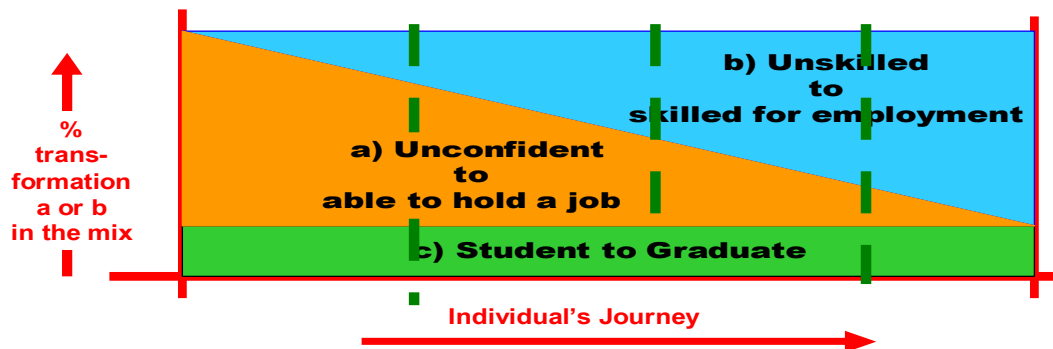 b) Unskilled
to
skilled for employment
%
trans-
formation
a or b
in the mix
a) Unconfident
to
able to hold a job
c) Student to Graduate
Individual's Journey